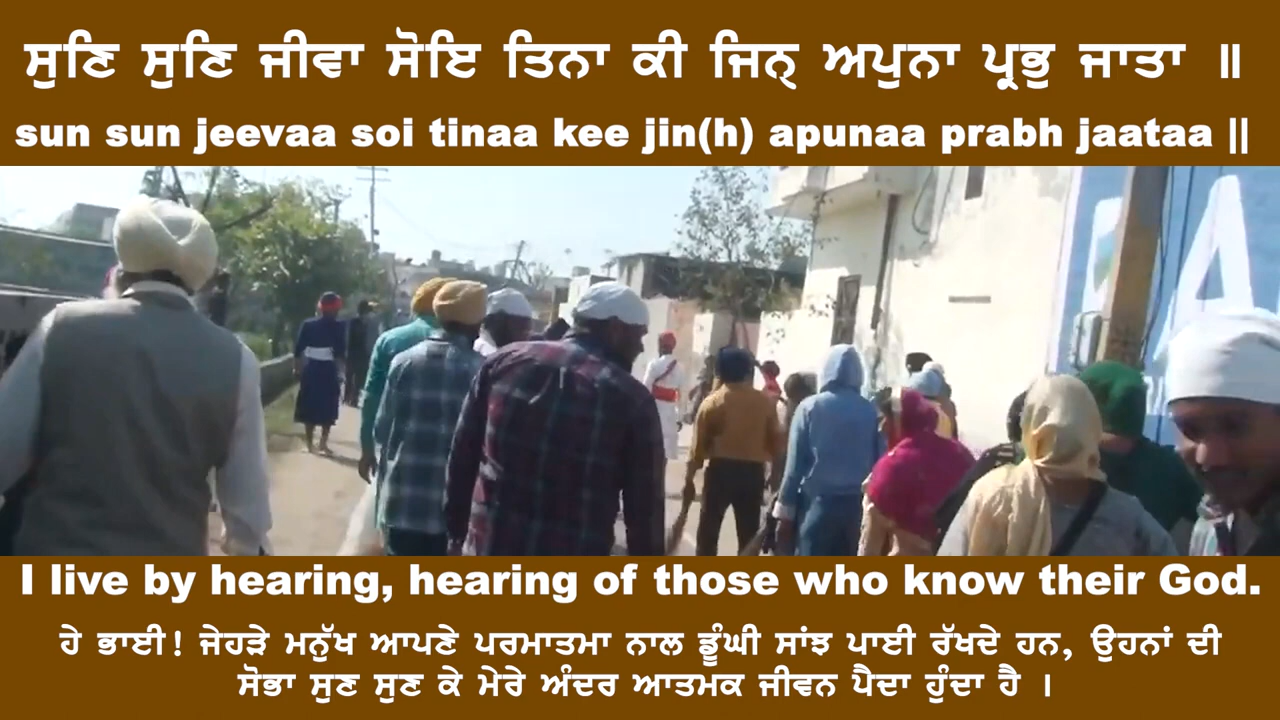 ਸੁਣਿ ਸੁਣਿ ਜੀਵਾ ਸੋਇ ਤਿਨਾ ਕੀ ਜਿਨ੍ ਅਪੁਨਾ ਪ੍ਰਭੁ ਜਾਤਾ ॥
sun sun jeevaa soi tinaa kee jin(h) apunaa prabh jaataa ||
A
I live by hearing, hearing of those who know their God.
ਹੇ ਭਾਈ! ਜੇਹੜੇ ਮਨੁੱਖ ਆਪਣੇ ਪਰਮਾਤਮਾ ਨਾਲ ਡੂੰਘੀ ਸਾਂਝ ਪਾਈ ਰੱਖਦੇ ਹਨ, ਉਹਨਾਂ ਦੀ
ਸੋਭਾ ਸੁਣ ਸੁਣ ਕੇ ਮੇਰੇ ਅੰਦਰ ਆਤਮਕ ਜੀਵਨ ਪੈਦਾ ਹੁੰਦਾ ਹੈ ।